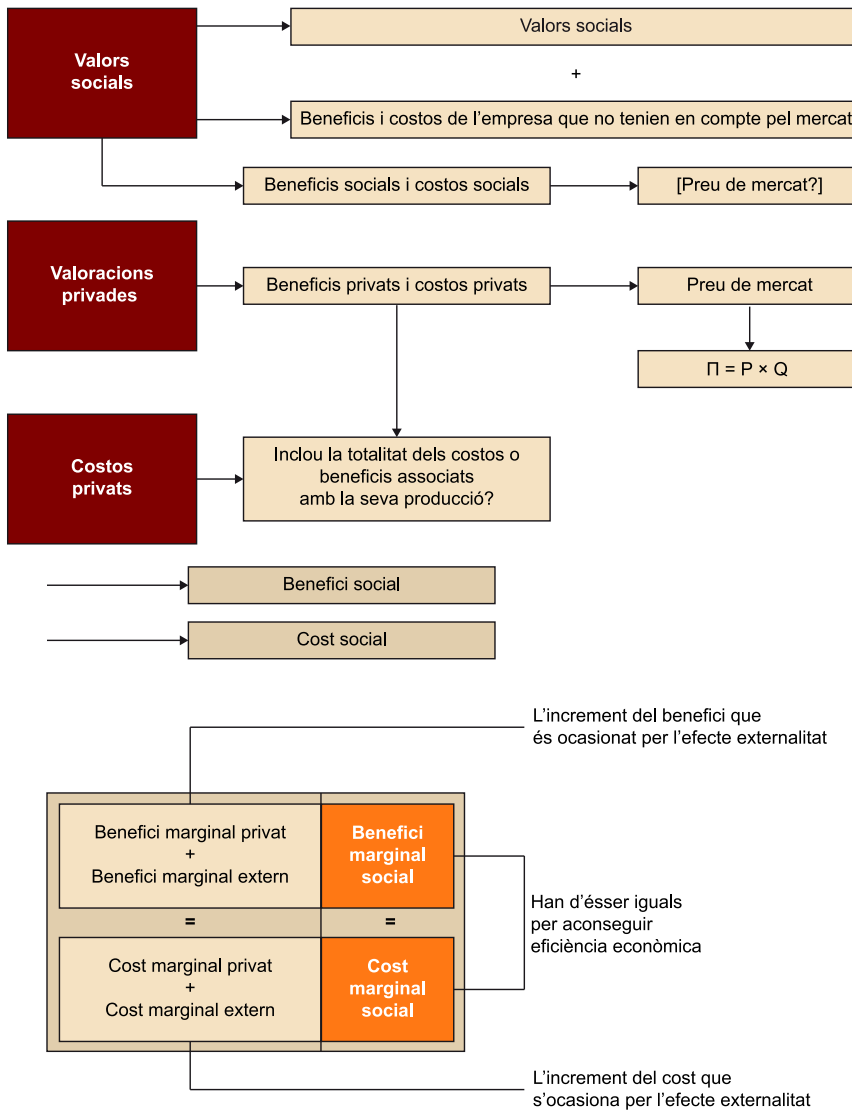 Valors
socials
Valors socials
+
Beneficis i costos de l’empresa que no tenien en compte pel mercat
Beneficis socials i costos socials
[Preu de mercat?]
Valoracions
privades
Beneficis privats i costos privats
Preu de mercat
Π = P × Q
Costos
privats
Inclou la totalitat dels costos o
beneficis associats
amb la seva producció?
Benefici social
Cost social
L’increment del benefici que
és ocasionat per l’efecte externalitat
Benefici marginal privat
+
Benefici marginal extern
Benefici
marginal
social
=
=
Han d’ésser iguals
per aconseguir
eficiència econòmica
Cost marginal privat
+
Cost marginal extern
Cost
marginal
social
L’increment del cost que
s’ocasiona per l’efecte externalitat